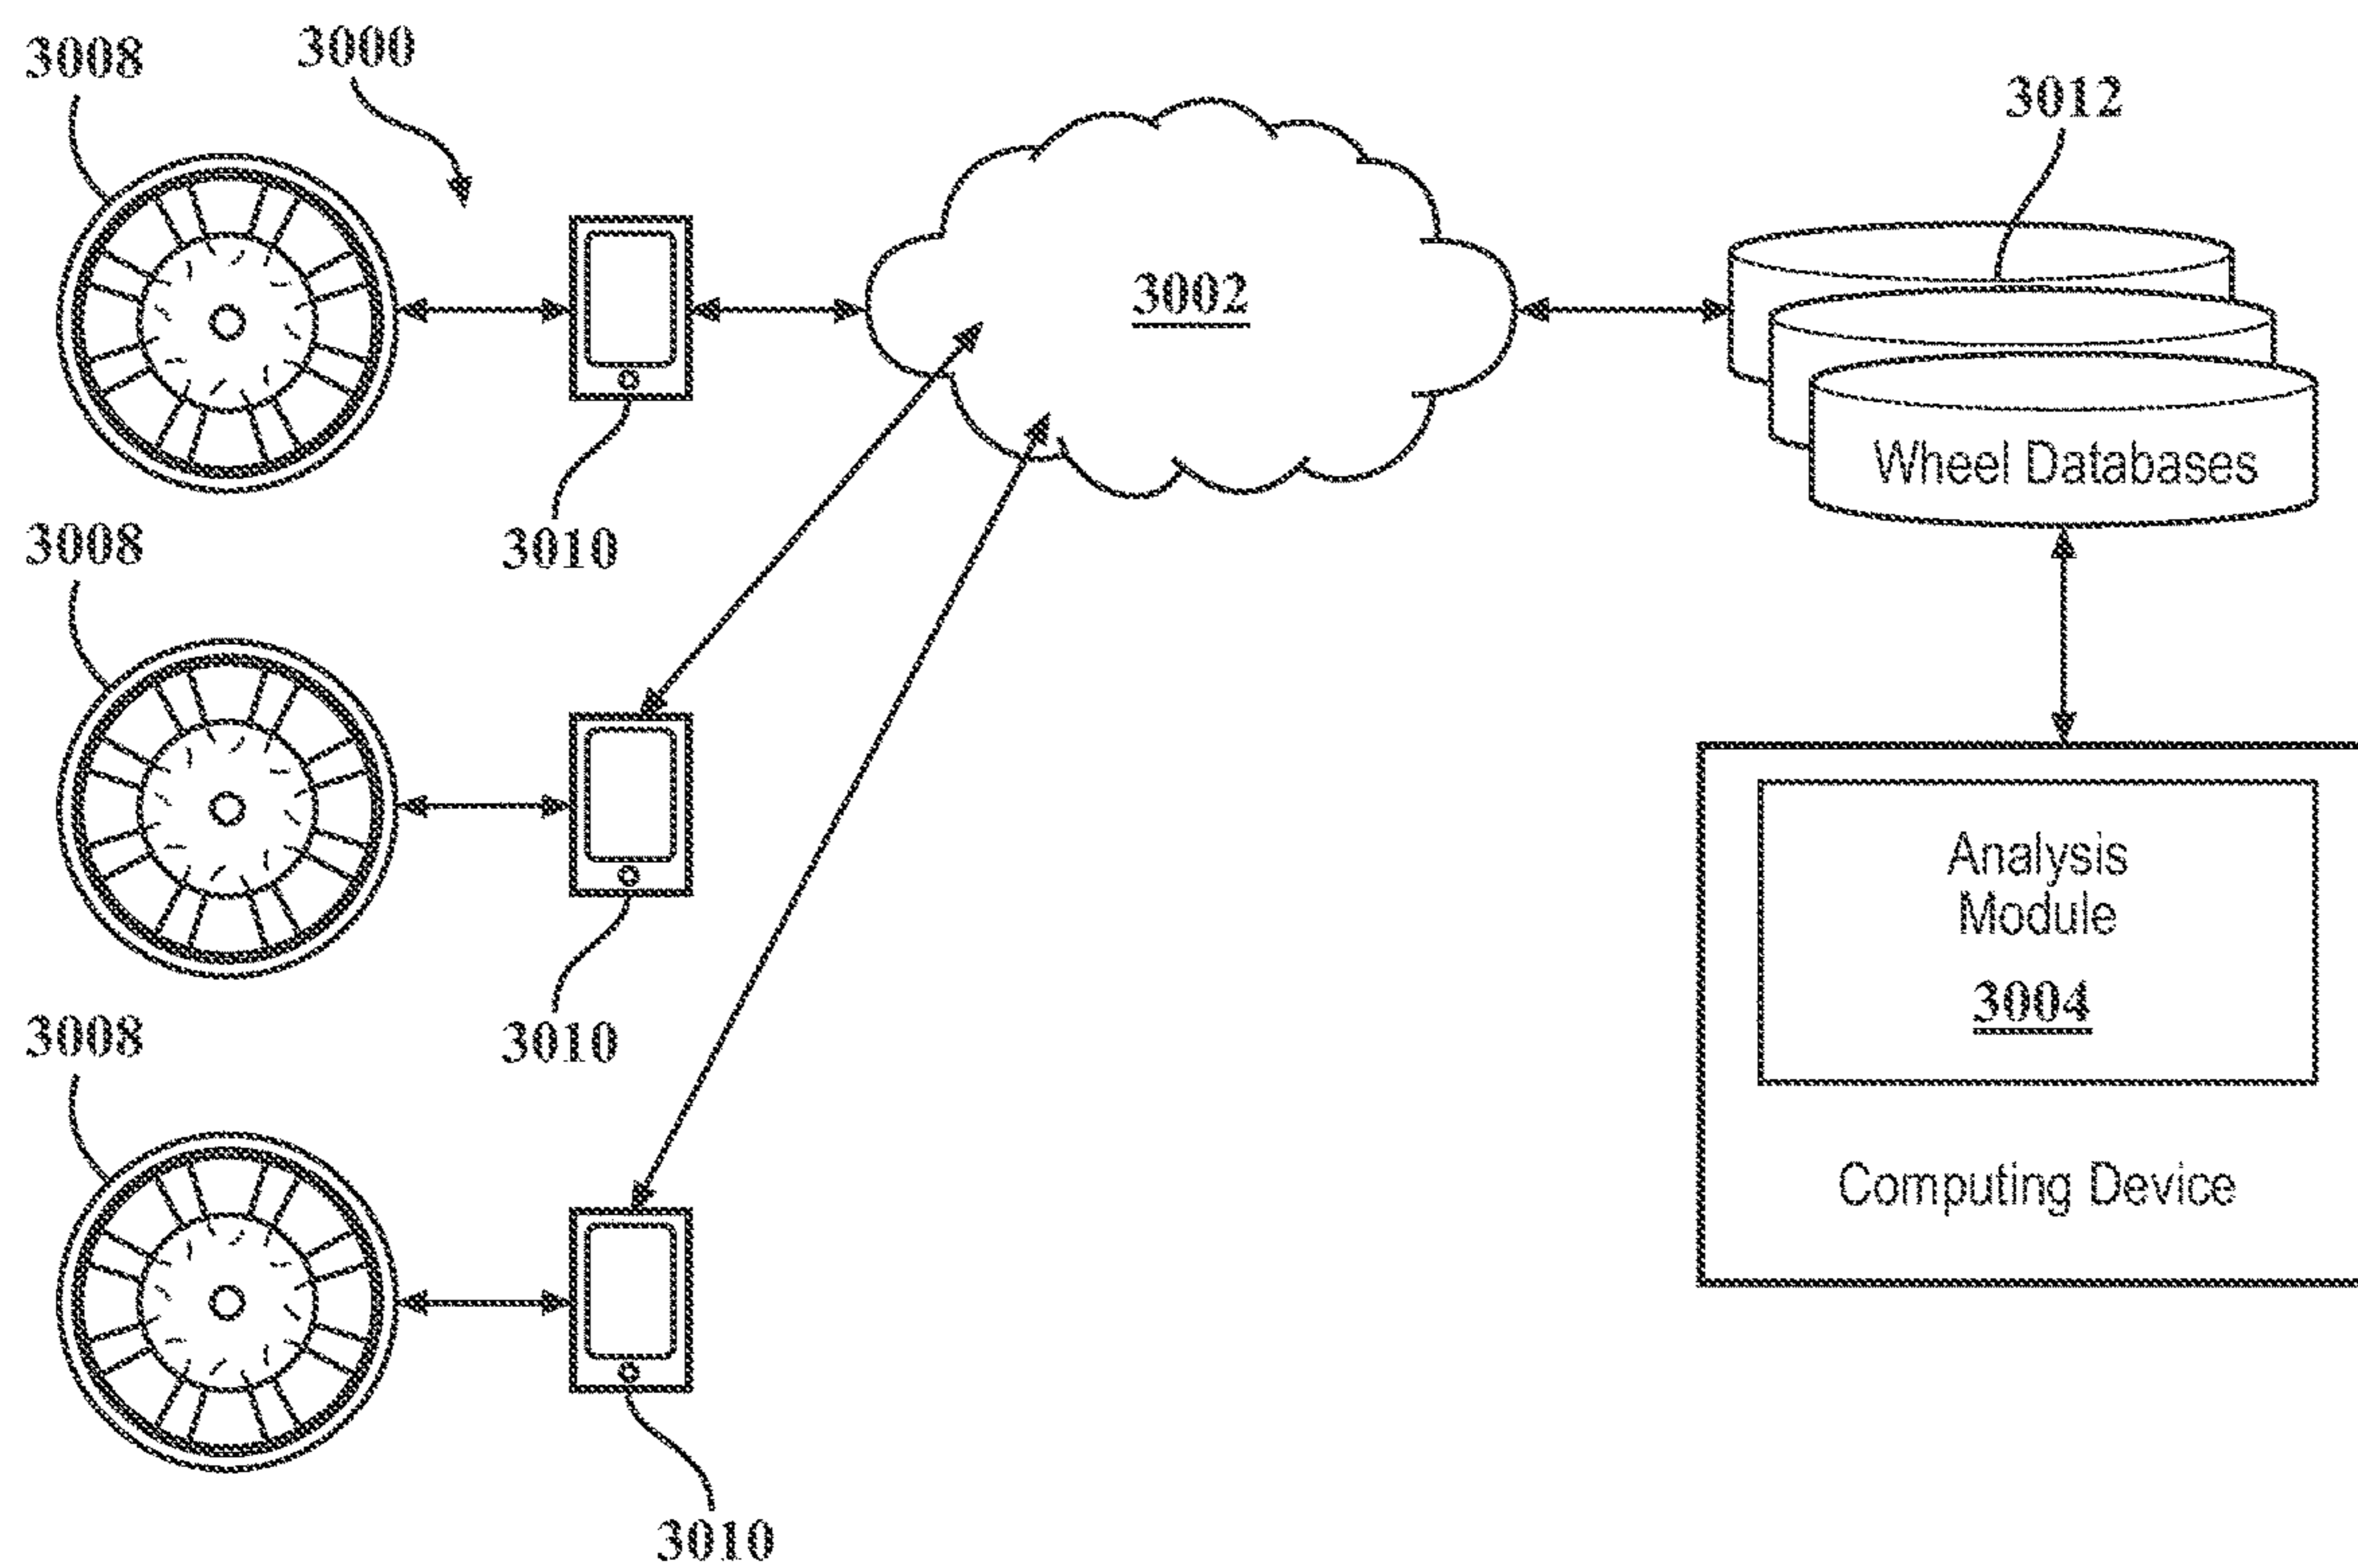 3008
3000
3012
3002
3010
Wheel Databases
3008
3010
Analysis
Module
3004
3008
Computing Device
3010